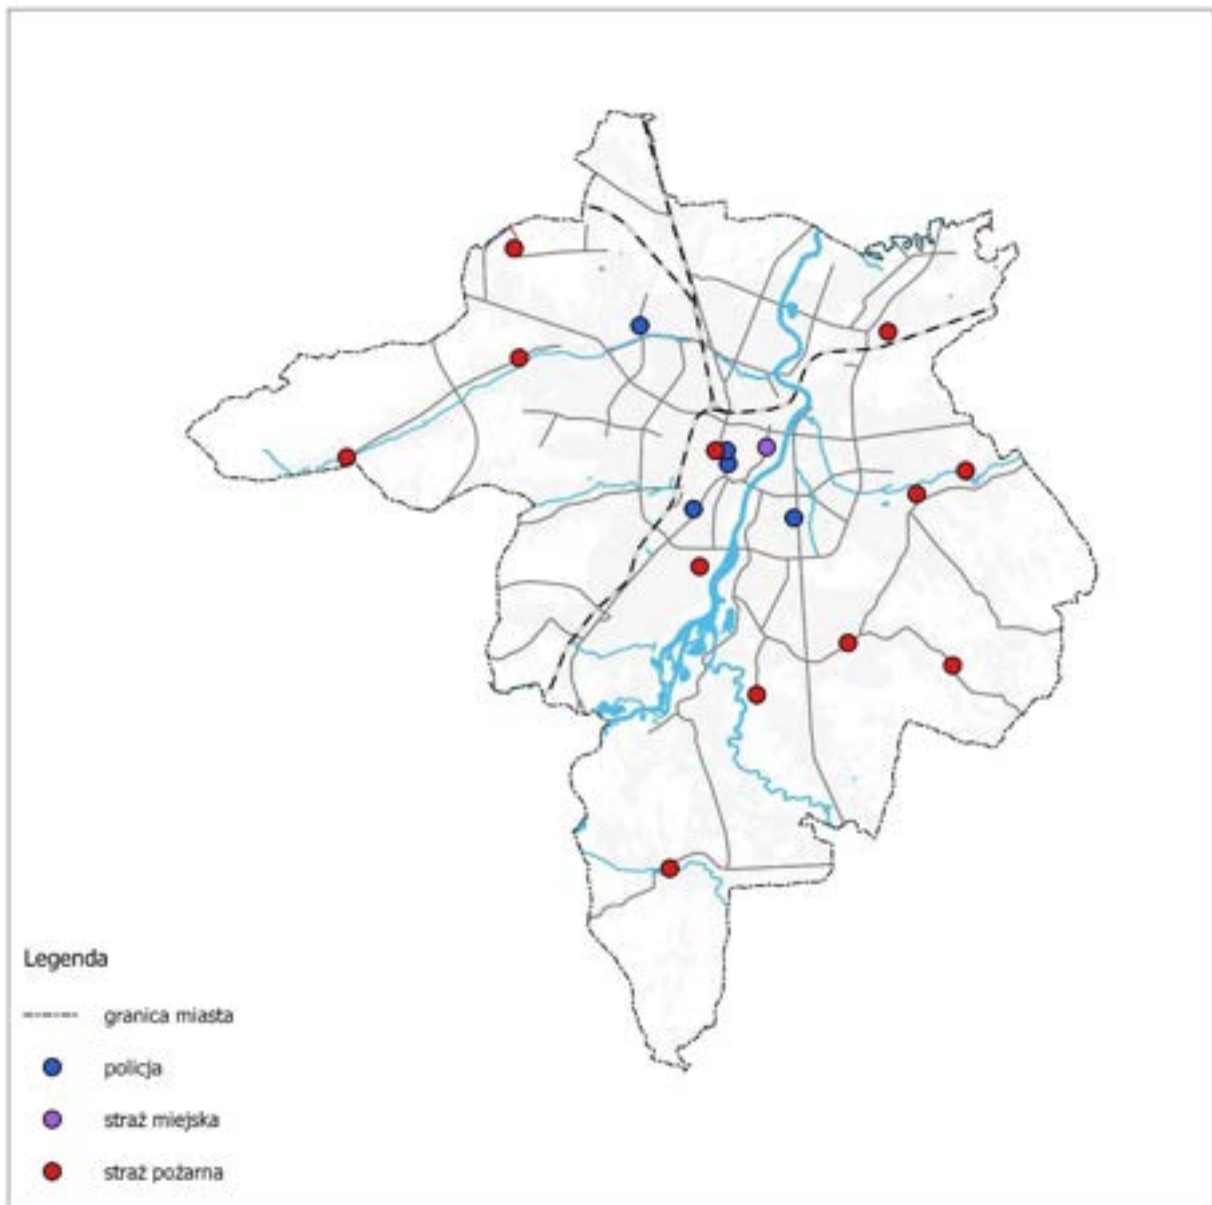 Legenda
granica miasta
policja
straż miejska
straż pożarna